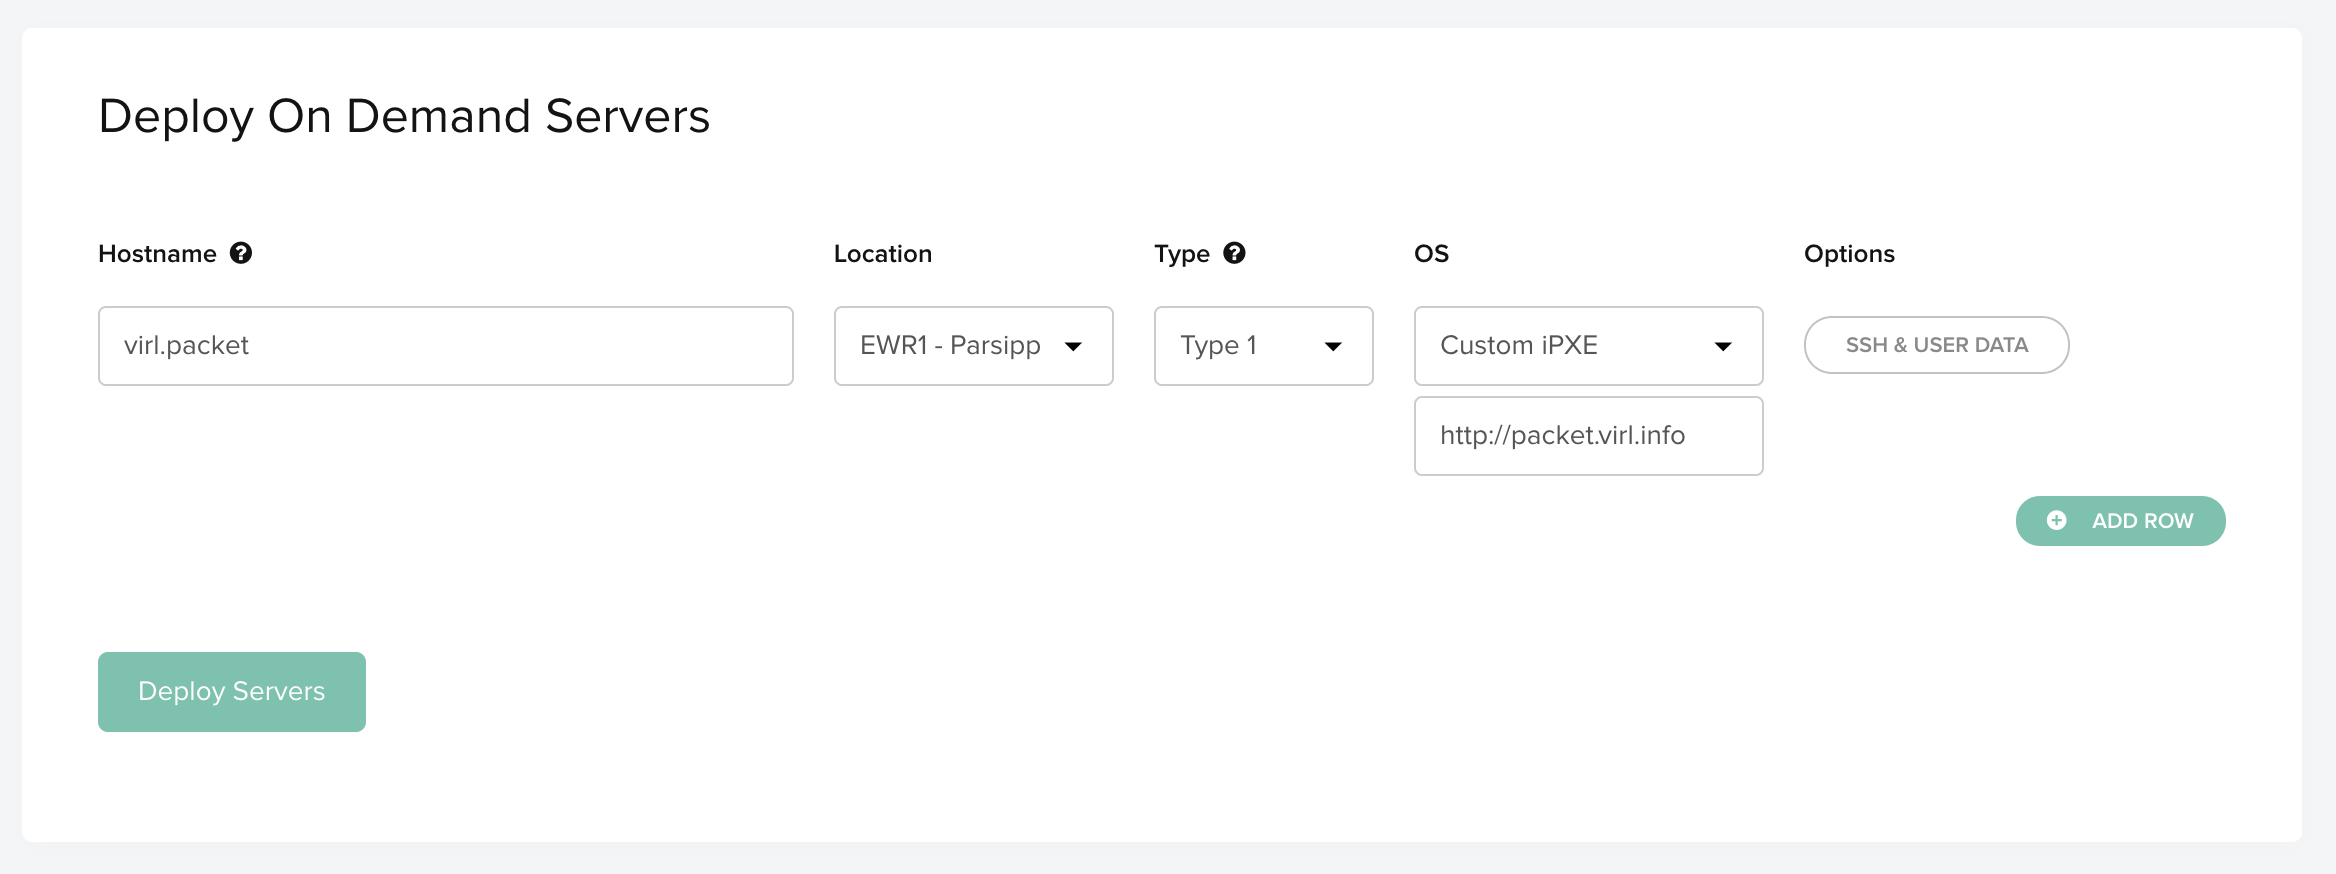 Deploy On Demand Servers
Hostname ? Location Type ? OS Options
virl.packet EWR1 - Parsipp Type 1 Custom iPXE SSH & USER DATA
http://packet.virl.info
ADD ROW
Deploy Servers